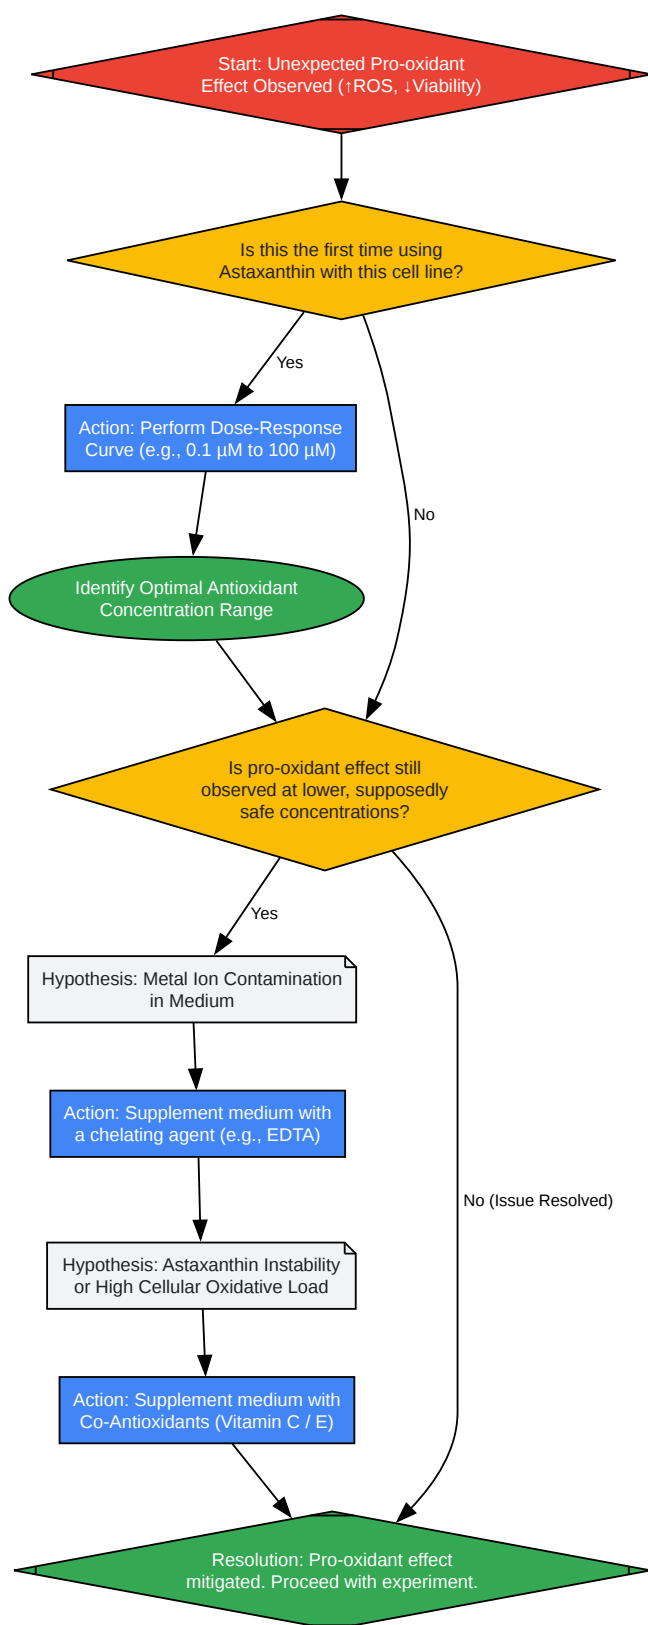 Start: Unexpected Pro-oxidant
Effect Observed (↑ROS, ↓Viability)
Is this the first time using
Astaxanthin with this cell line?
Yes
Action: Perform Dose-Response
Curve (e.g., 0.1 µM to 100 µM)
No
Identify Optimal Antioxidant
Concentration Range
Is pro-oxidant effect still
observed at lower, supposedly
safe concentrations?
Yes
Hypothesis: Metal Ion Contamination
in Medium
Action: Supplement medium with
a chelating agent (e.g., EDTA)
No (Issue Resolved)
Hypothesis: Astaxanthin Instability
or High Cellular Oxidative Load
Action: Supplement medium with
Co-Antioxidants (Vitamin C / E)
Resolution: Pro-oxidant effect
mitigated. Proceed with experiment.